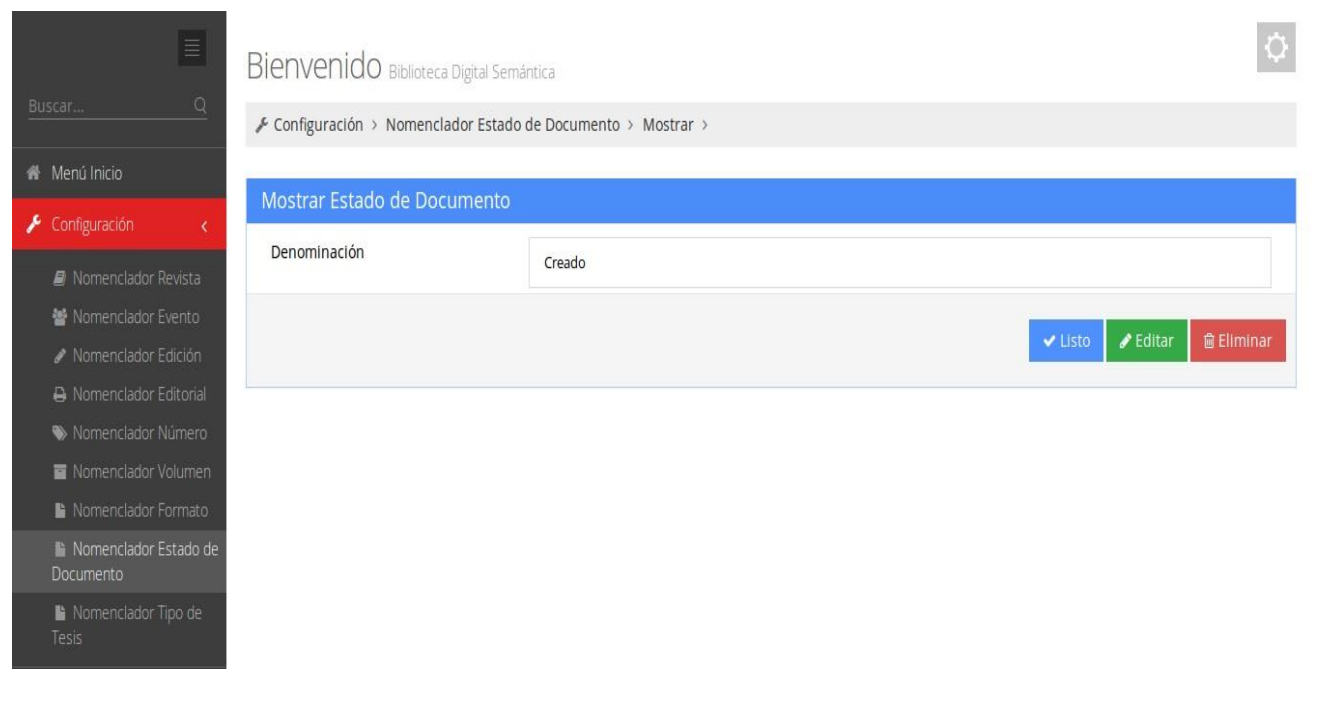 Buscar...
Menú Inicio
Configuración
Nomenclador Revista
Nomenclador Evento
Nomenclador Edición
Nomenclador Editorial
Nomenclador Número
Nomenclador Volumen
Nomenclador Formato
Nomenclador Estado de
Documento
Nomenclador Tipo de
Tesis
Bienvenido Biblioteca Digital Semántica
Configuración > Nomenclador Estado de Documento > Mostrar >
Mostrar Estado de Documento
Denominación
Creado
Listo
Editar
Eliminar